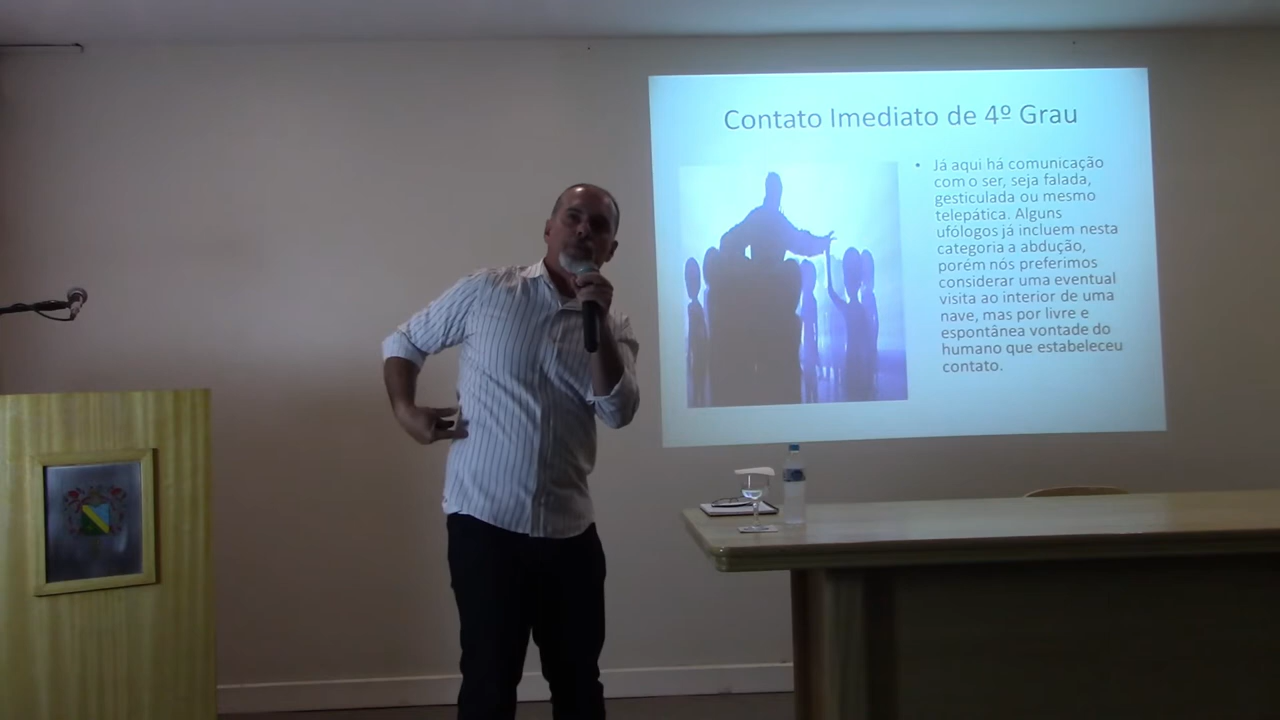 Contato Imediato de 4º Grau
• Já aqui há comunicação
com o ser, seja falada,
gesticulada ou mesmo
telepática. Alguns
ufólogos já incluem nesta
categoria a abdução,
porém nós preferimos
considerar uma eventual
visita ao interior de uma
nave, mas por livre e
espontânea vontade do
humano que estabeleceu
contato.